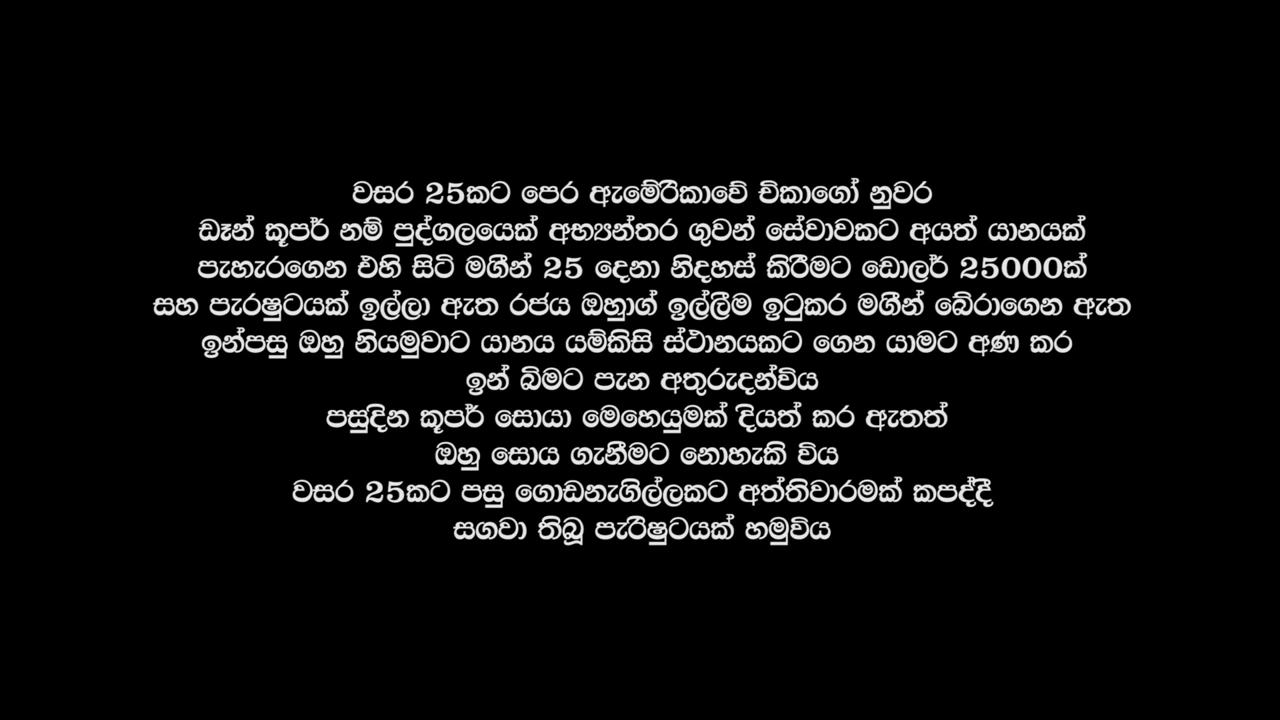 වසර 25කට පෙර ඇමේරිකාවේ චිකාගෝ නුවර
ඩෑන් කූපර් නම් පුද්ගලයෙක් අභ්‍යන්තර ගුවන් සේවාවකට අයත් යානයක්
පැහැරගෙන එහි සිටි මගීන් 25 දෙනා නිදහස් කිරීමට ඩොලර් 25000ක්
සහ පැරෂුටයක් ඉල්ලා ඇත රජය ඔහුගේ ඉල්ලීම ඉටුකර මගීන් බේරාගෙන ඇත
ඉන්පසු ඔහු නියමුවාට යානය යම්කිසි ස්ථානයකට ගෙන යාමට අණ කර
ඉන් බිමට පැන අතුරුදන්විය
පසුදින කූපර් සොයා මෙහෙයුමක් දියත් කර ඇතත්
ඔහු සොය ගැනීමට නොහැකි විය
වසර 25කට පසු ගොඩනැගිල්ලකට අත්තිවාරමක් කපද්දී
සගවා තිබූ පැරිෂුටයක් හමුවිය